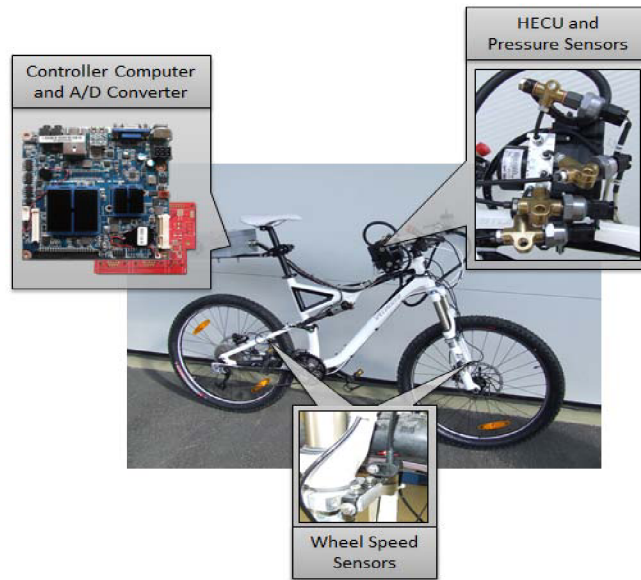 HECU and
Pressure Sensors
Controller Computer
and A/D Converter
Wheel Speed
Sensors